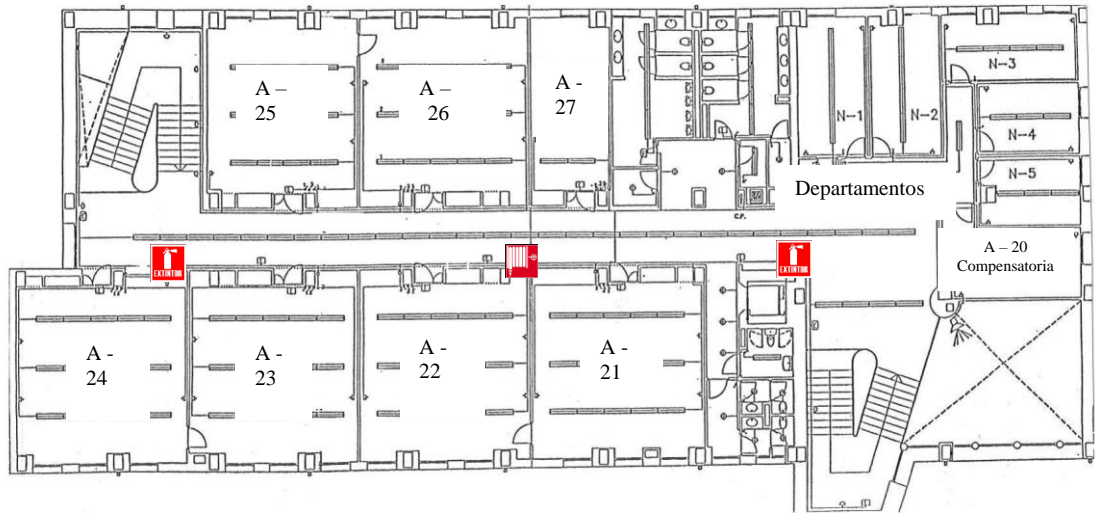 A –
25
A –
26
A -
27
N-1
N-2
N-3
N-4
N-5
Departamentos
C.P.
EXTINTOR
EXTINTOR
A – 20
Compensatoria
A -
24
A -
23
A -
22
A -
21